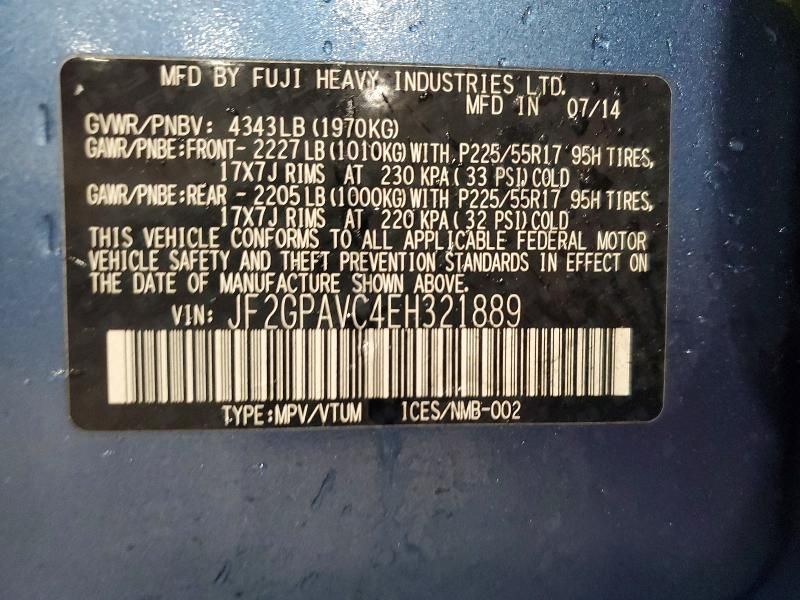 MFD BY FUJI HEAVY INDUSTRIES LTD.
MFD IN 07/14
GVWR/PNBV: 4343LB (1970KG)
GAWR/PNBE:FRONT- 2227LB (1010KG) WITH P225/55R17 95H TIRES,
17X7J RIMS AT 230 KPA( 33 PSI) COLD
GAWR/PNBE:REAR - 2205LB (1000KG) WITH P225/55R17 95H TIRES,
17X7J RIMS AT 220 KPA( 32 PSI) COLD
THIS VEHICLE CONFORMS TO ALL APPLICABLE FEDERAL MOTOR
VEHICLE SAFETY AND THEFT PREVENTION STANDARDS IN EFFECT ON
THE DATE OF MANUFACTURE SHOWN ABOVE.
VIN: JF2GPAVC4EH321889
TYPE:MPV/VTUM 1CES/NMB-002